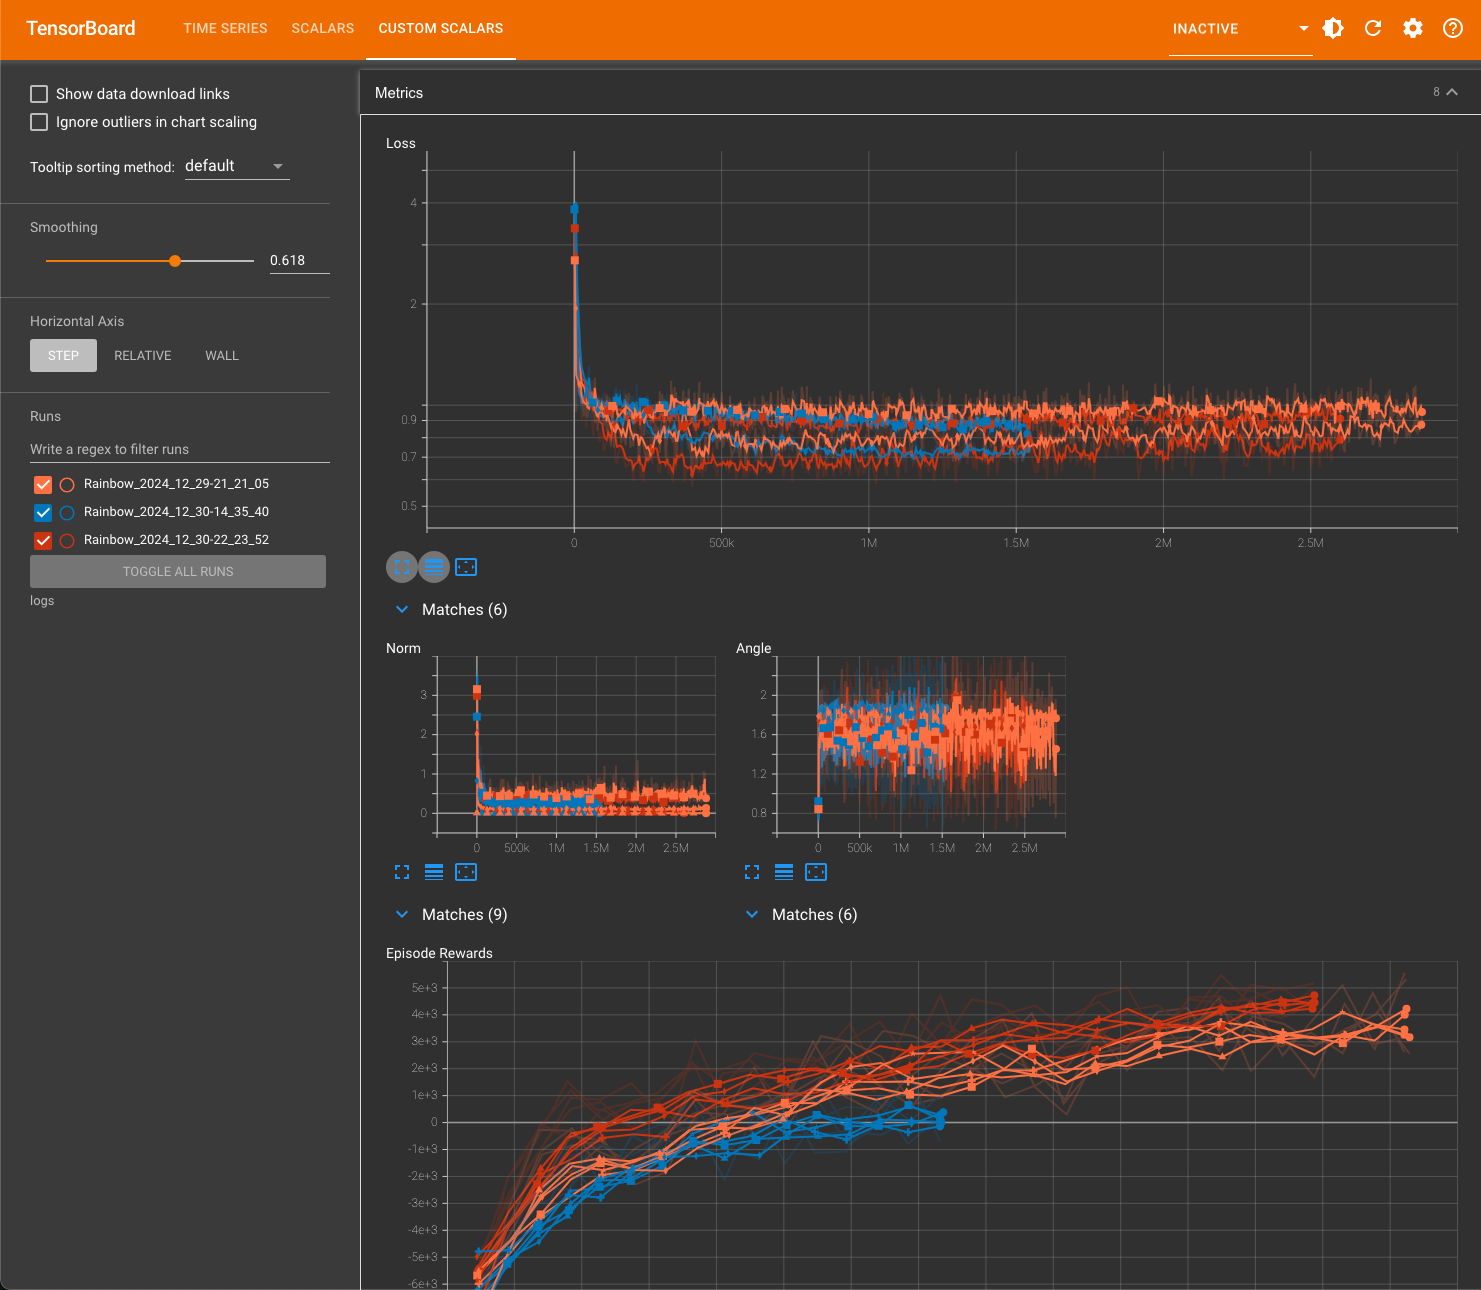 TensorBoard
TIME SERIES
SCALARS
CUSTOM SCALARS
INACTIVE
Show data download links
Ignore outliers in chart scaling
Tooltip sorting method:
default
Smoothing
0.618
Horizontal Axis
STEP
RELATIVE
WALL
Runs
Write a regex to filter runs
Rainbow_2024_12_29-21_21_05
Rainbow_2024_12_30-14_35_40
Rainbow_2024_12_30-22_23_52
TOGGLE ALL RUNS
logs
Metrics
8
Loss
4
2
0.9
0.7
0.5
0
500k
1M
1.5M
2M
2.5M
Matches (6)
Norm
3
2
1
0
0
500k
1M
1.5M
2M
2.5M
Matches (9)
Angle
2
1.6
1.2
0.8
0
500k
1M
1.5M
2M
2.5M
Matches (6)
Episode Rewards
5e+3
4e+3
3e+3
2e+3
1e+3
0
-1e+3
-2e+3
-3e+3
-4e+3
-5e+3
-6e+3